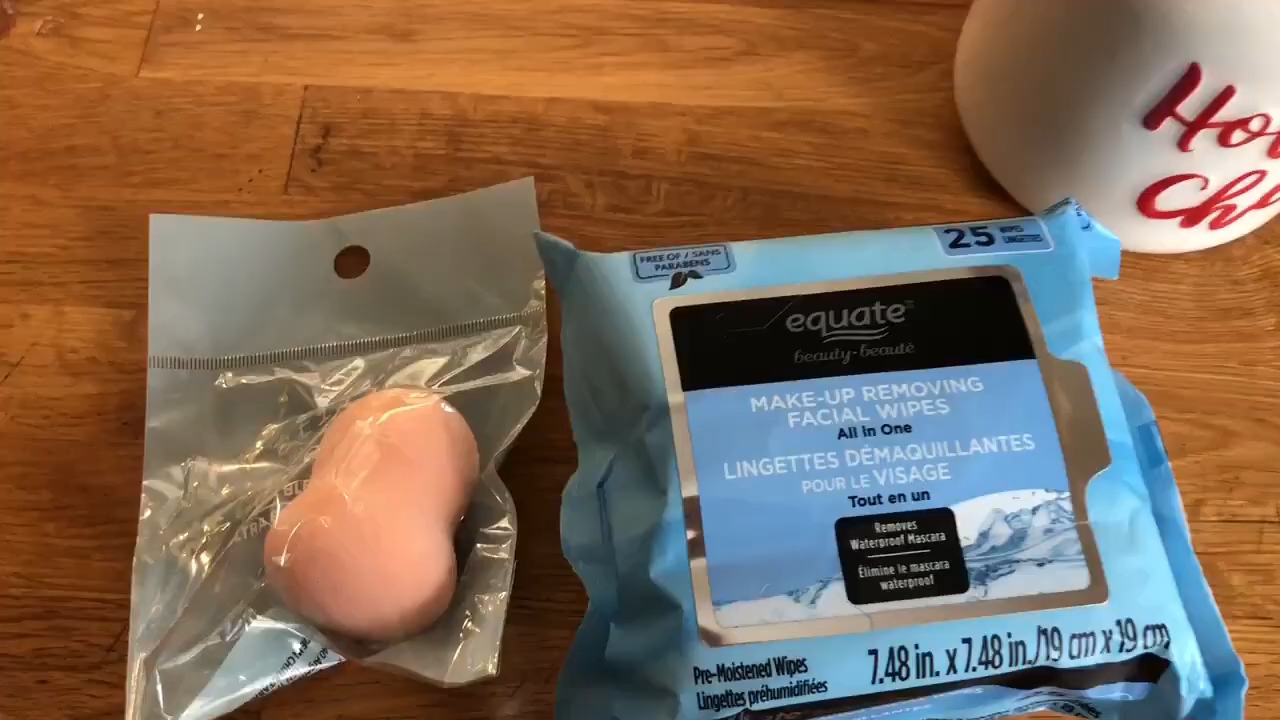 Ho
Ch
25 WIPES
LINGETTES
FREE OF / SANS
PARABENS
equate
beauty·beauté
MAKE-UP REMOVING
FACIAL WIPES
All in One
LINGETTES DÉMAQUILLANTES
POUR LE VISAGE
Tout en un
Removes
Waterproof Mascara
Élimine le mascara
waterproof
Pre-Moistened Wipes
Lingettes préhumidifiées
7.48 in. x 7.48 in./19 cm x 19 cm